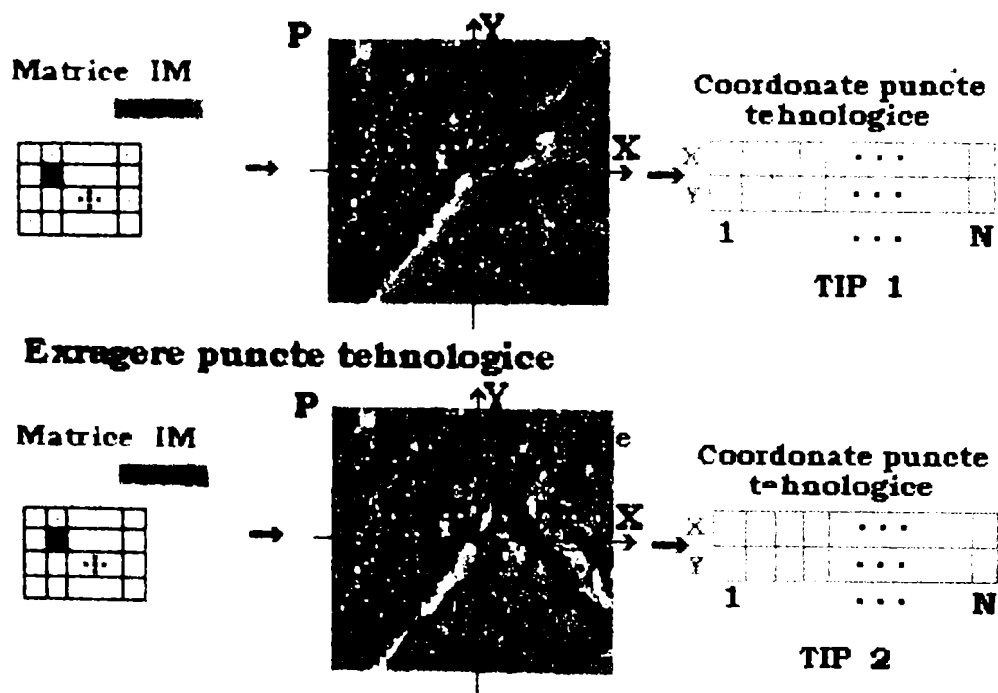 P
Y
Matrice IM
Coordonate puncte
tehnologice
X
X
Y
. . .
. . .
1 . . . N
TIP 1
Exragere puncte tehnologice
P
Y
Matrice IM
e
Coordonate puncte
t-hnologice
X
X
Y
. . .
. . .
1 . . . N
TIP 2